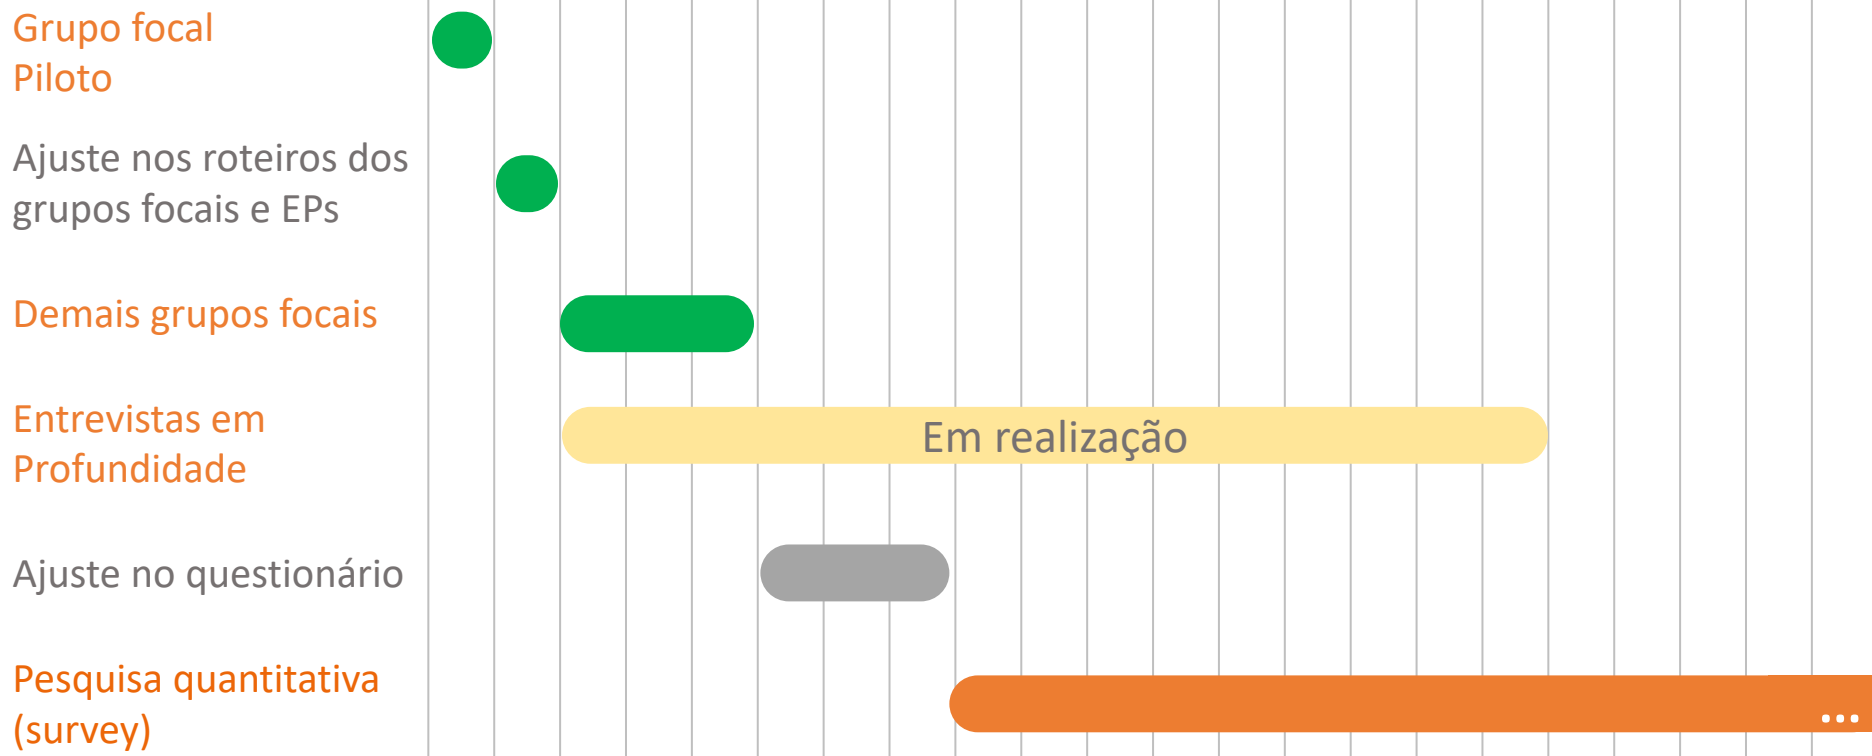 Grupo focal
Piloto
Ajuste nos roteiros dos
grupos focais e EPs
Demais grupos focais
Entrevistas em
Profundidade
Em realização
Ajuste no questionário
Pesquisa quantitativa
(survey)
...